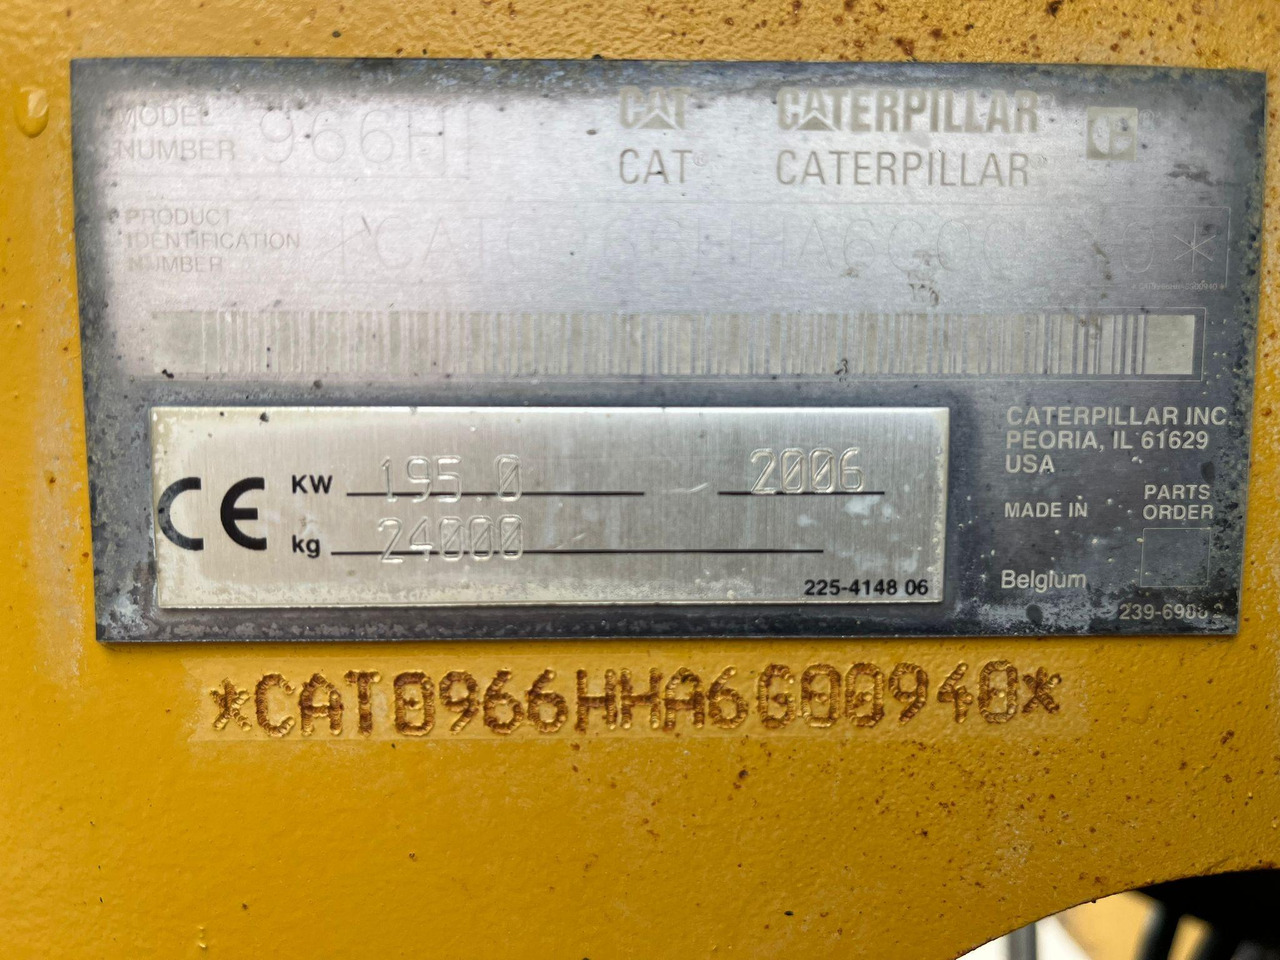 MODEL NUMBER 966H
CAT CATERPILLAR
CAT® CATERPILLAR®
PRODUCT
IDENTIFICATION
NUMBER
CE
KW 195.0 2006
kg 24000
225-4148 06
CATERPILLAR INC.
PEORIA, IL 61629
USA
MADE IN
Belgium
PARTS
ORDER
*CAT0966HHA6G00940*